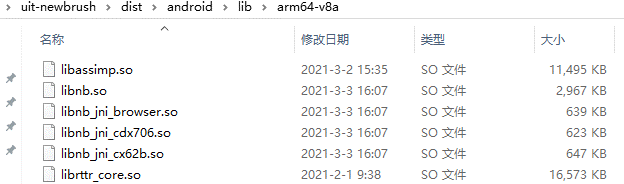 uit-newbrush > dist > android > lib > arm64-v8a
名称 修改日期 类型 大小
libassimp.so 2021-3-2 15:35 SO 文件 11,495 KB
libnb.so 2021-3-3 16:07 SO 文件 2,967 KB
libnb_jni_browser.so 2021-3-3 16:07 SO 文件 639 KB
libnb_jni_cdx706.so 2021-3-3 16:07 SO 文件 623 KB
libnb_jni_cx62b.so 2021-3-3 16:07 SO 文件 647 KB
librttr_core.so 2021-2-1 9:38 SO 文件 16,573 KB